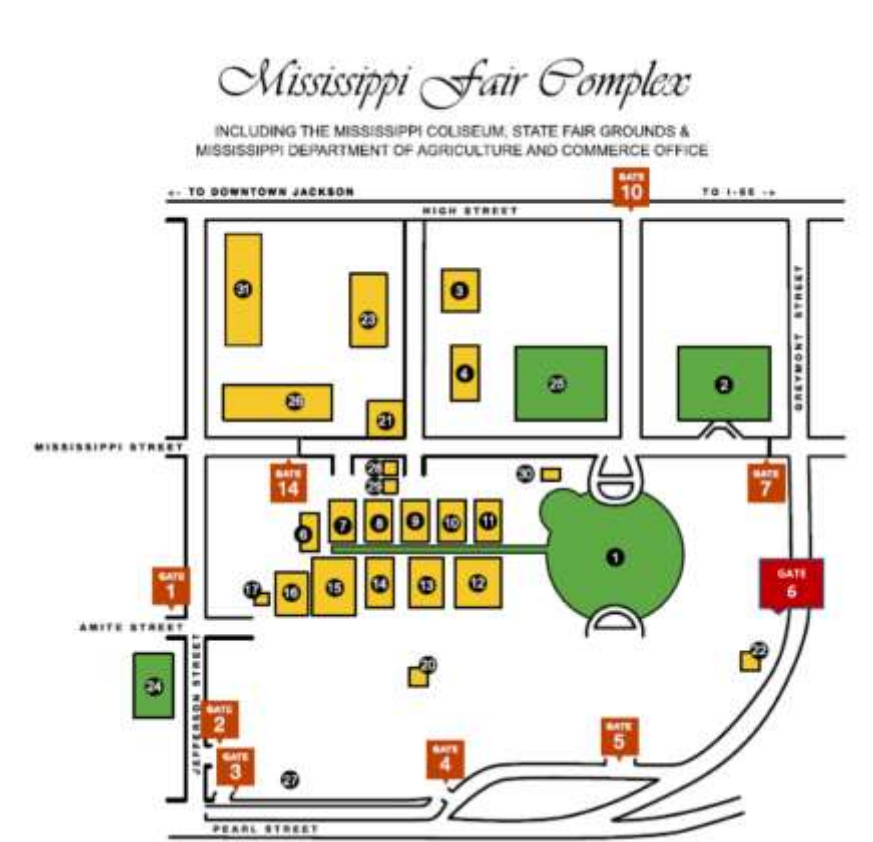 Mississippi Fair Complex
INCLUDING THE MISSISSIPPI COLISEUM, STATE FAIR GROUNDS &
MISSISSIPPI DEPARTMENT OF AGRICULTURE AND COMMERCE OFFICE
<- TO DOWNTOWN JACKSON
GATE
10
TO I-55 ->
HIGH STREET
31
3
23
GREYMONT STREET
4
25
2
26
21
MISSISSIPPI STREET
GATE
14
28
29
30
GATE
7
6
7
8
9
10
11
1
GATE
1
17
16
15
14
13
12
GATE
6
AMITE STREET
JEFFERSON STREET
24
20
22
GATE
2
GATE
3
27
GATE
4
GATE
5
PEARL STREET